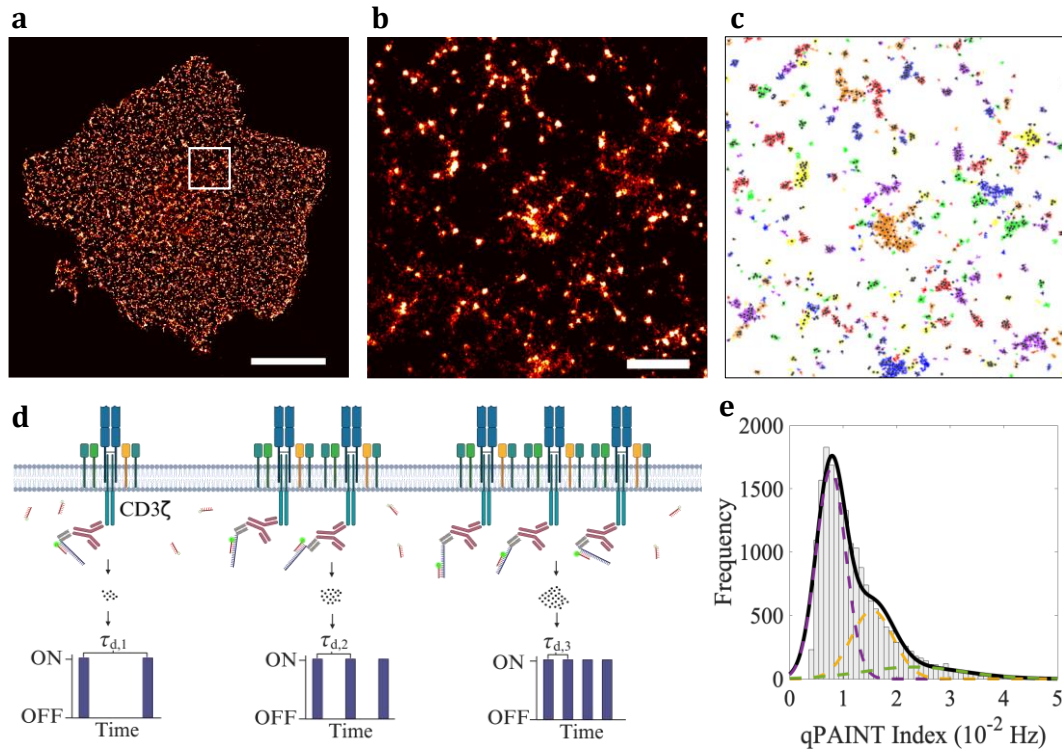 a
b
c
d
CD3ζ
τd,1
τd,2
τd,3
ON
OFF
Time
ON
OFF
Time
ON
OFF
Time
e
2000
1500
1000
500
0
Frequency
0 1 2 3 4 5
qPAINT Index (10⁻² Hz)